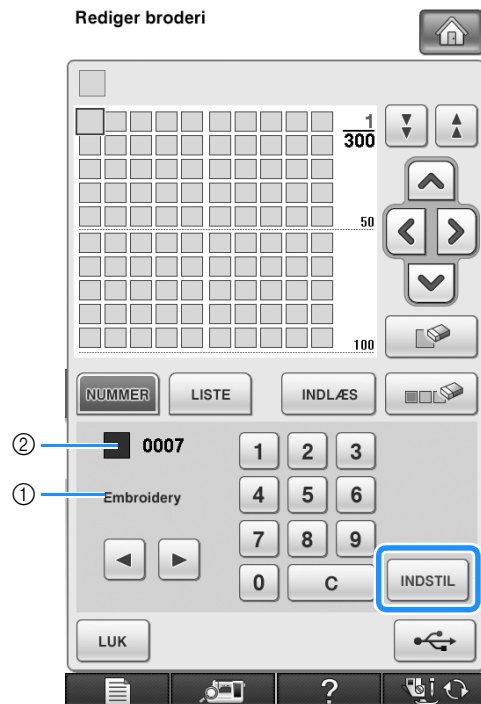 Rediger broderi
1
300
50
100
NUMMER LISTE INDLÆS
② 0007
① Embroidery
1 2 3
4 5 6
7 8 9
0 C INDSTIL
LUK
?